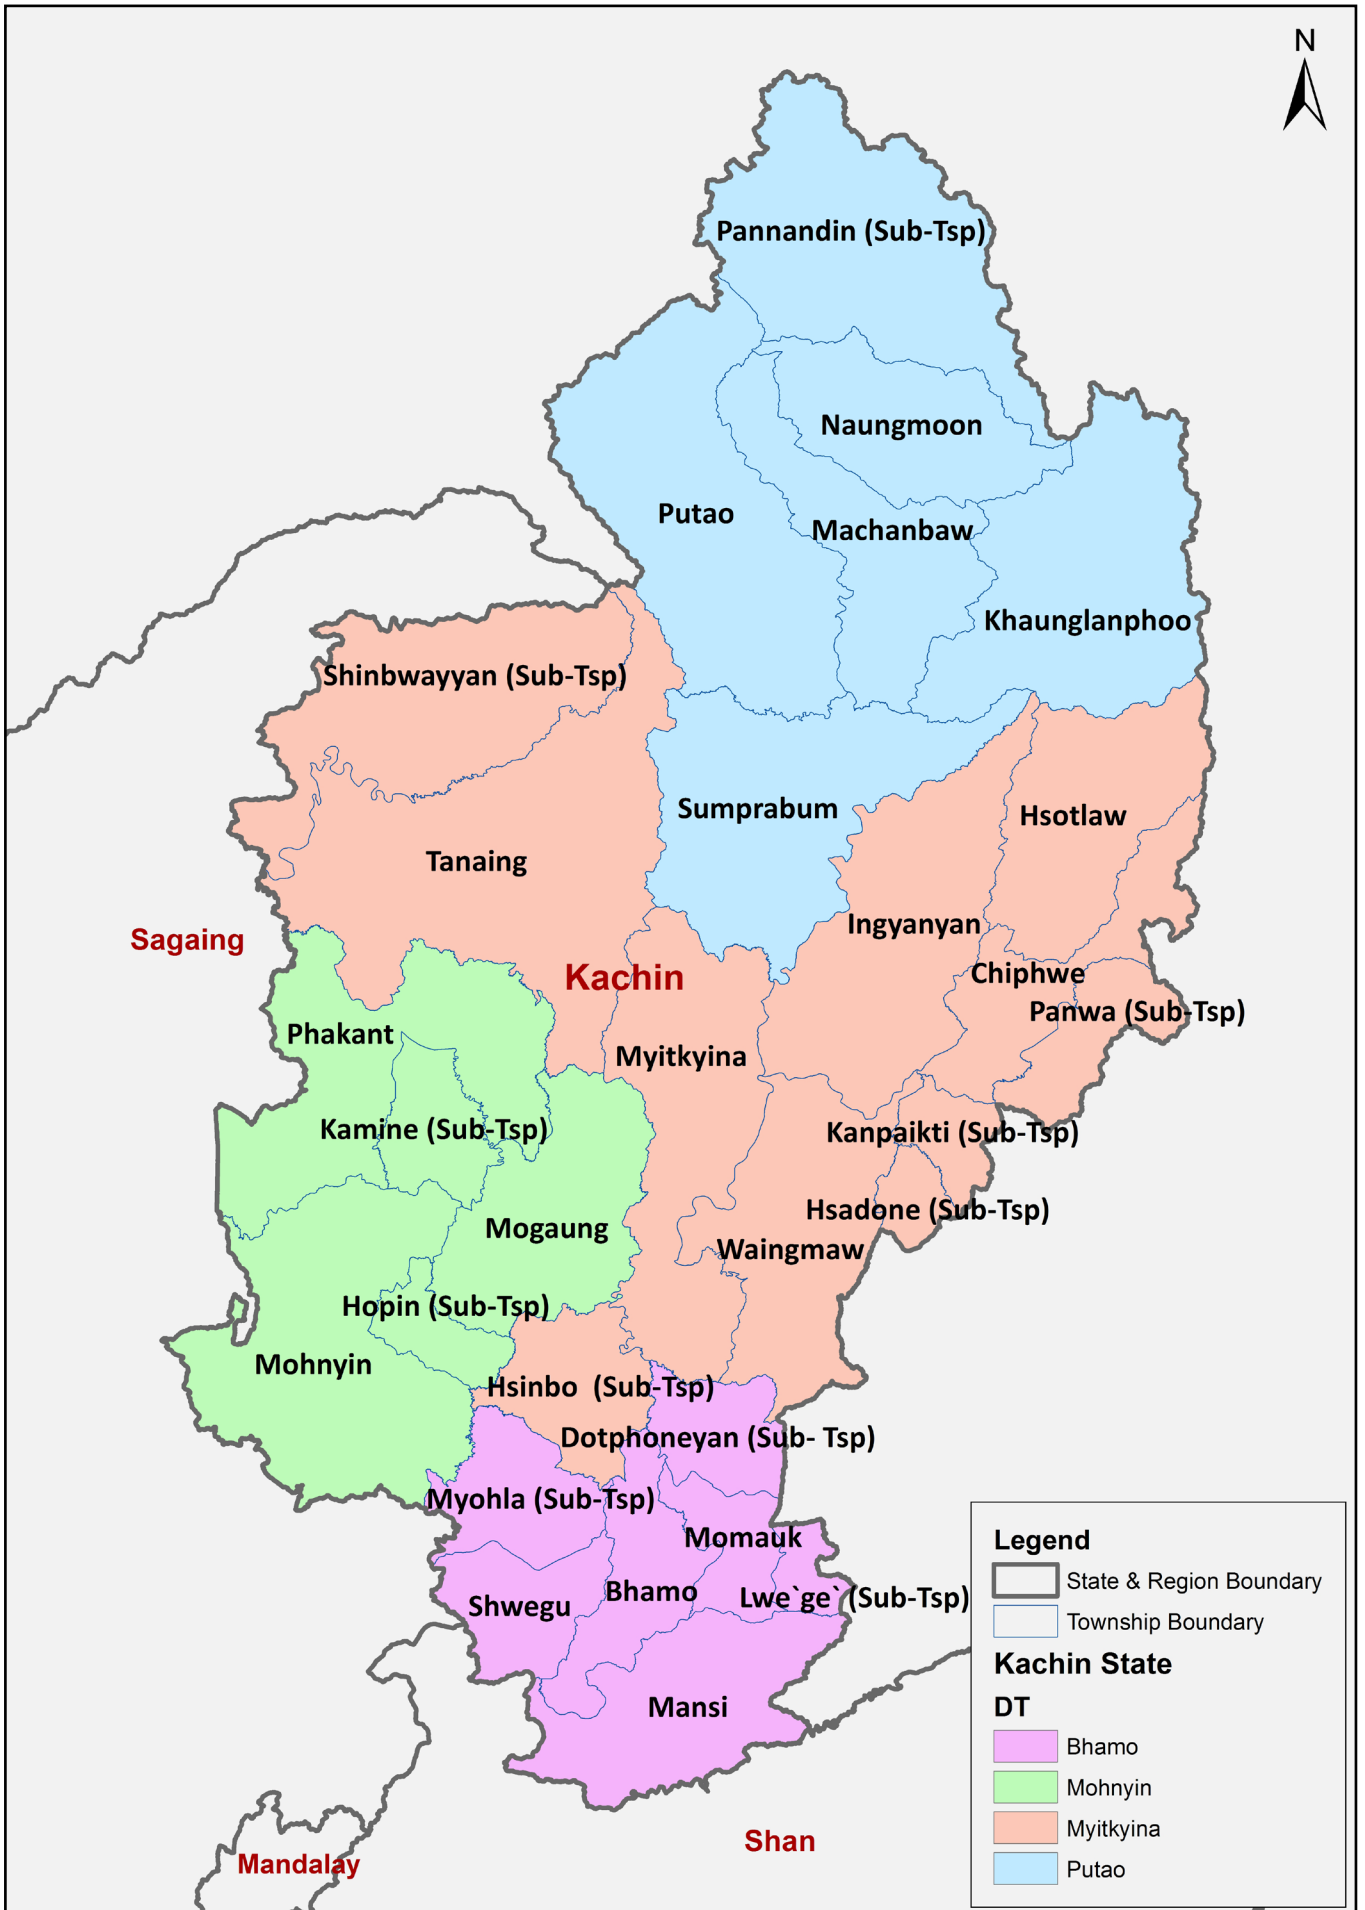 N
Pannandin (Sub-Tsp)
Naungmoon
Putao
Machanbaw
Khaunglanphoo
Shinbwayyan (Sub-Tsp)
Sumprabum
Hsotlaw
Tanaing
Ingyanyan
Sagaing
Kachin
Chiphwe
Panwa (Sub-Tsp)
Phakant
Myitkyina
Kamine (Sub-Tsp)
Kanpaikti (Sub-Tsp)
Hsadone (Sub-Tsp)
Mogaung
Waingmaw
Hopin (Sub-Tsp)
Mohnyin
Hsinbo (Sub-Tsp)
Dotphoneyan (Sub- Tsp)
Myohla (Sub-Tsp)
Momauk
Bhamo
Lwe`ge` (Sub-Tsp)
Shwegu
Mansi
Shan
Mandalay
Legend
State & Region Boundary
Township Boundary
Kachin State
DT
Bhamo
Mohnyin
Myitkyina
Putao